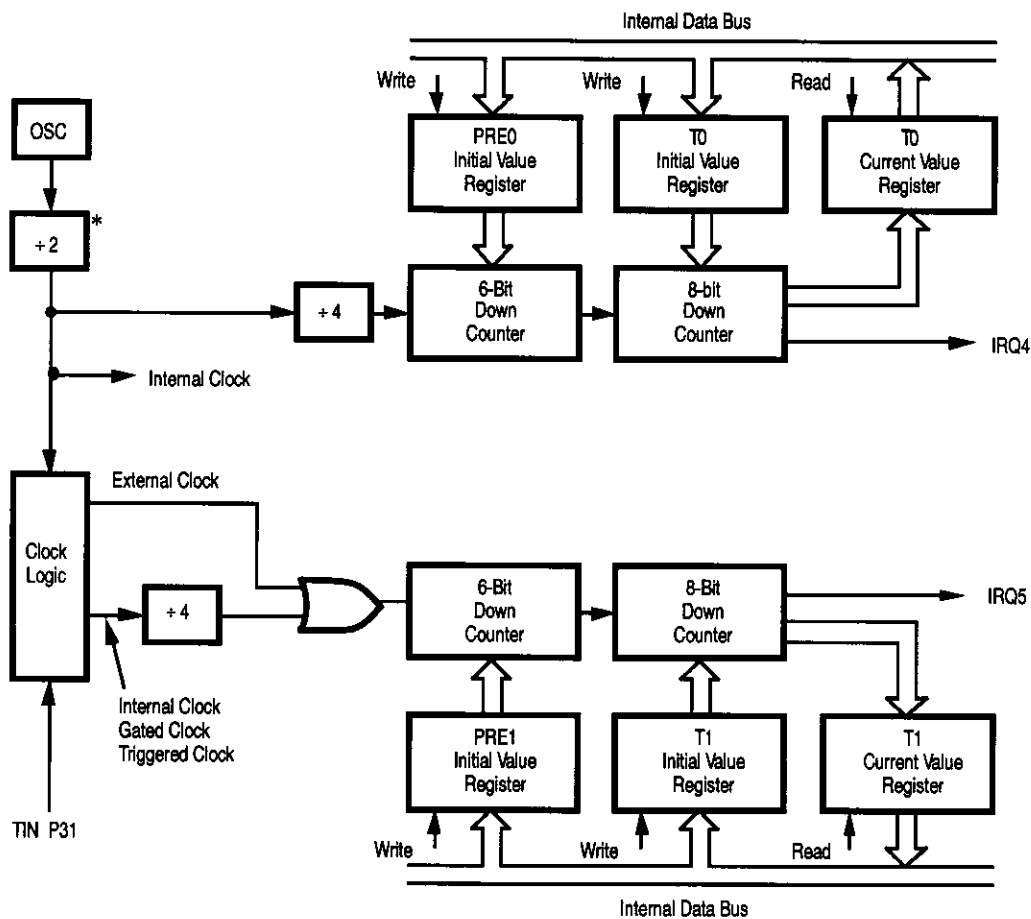 Internal Data Bus
Write
Write
Read
OSC
PRE0
Initial Value
Register
T0
Initial Value
Register
T0
Current Value
Register
÷ 2
*
÷ 4
6-Bit
Down
Counter
8-bit
Down
Counter
IRQ4
Internal Clock
External Clock
Clock
Logic
÷ 4
6-Bit
Down
Counter
8-Bit
Down
Counter
IRQ5
Internal Clock
Gated Clock
Triggered Clock
PRE1
Initial Value
Register
T1
Initial Value
Register
T1
Current Value
Register
TIN P31
Write
Write
Read
Internal Data Bus